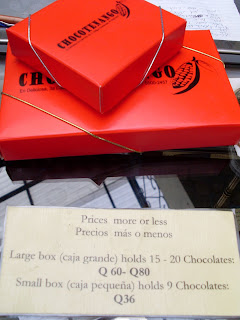 CHOCOTENANGO
CHOCOTENANGO
Prices more or less
Precios más o menos
Large box (caja grande) holds 15 - 20 Chocolates:
Q 60- Q80
Small box (caja pequeña) holds 9 Chocolates:
Q36